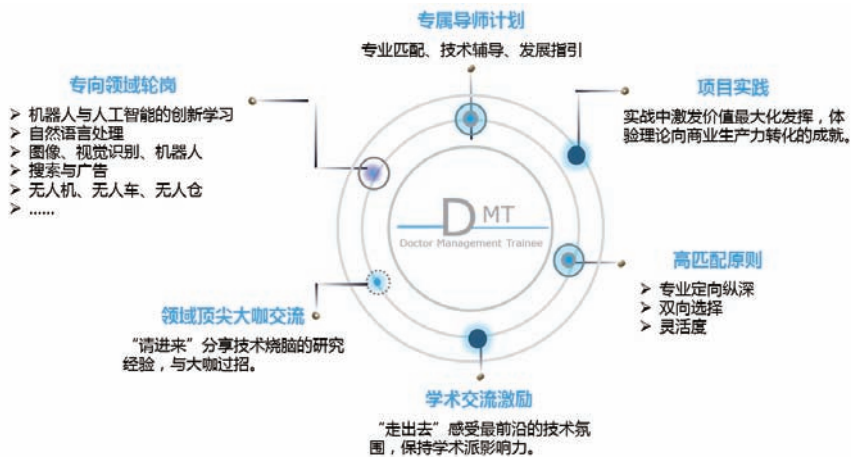 专属导师计划
专业匹配、技术辅导、发展指引
专向领域轮岗
➢ 机器人与人工智能的创新学习
➢ 自然语言处理
➢ 图像、视觉识别、机器人
➢ 搜索与广告
➢ 无人机、无人车、无人仓
➢ ......
项目实践
实战中激发价值最大化发挥，体
验理论向商业生产力转化的成就。
DMT
Doctor Management Trainee
高匹配原则
➢ 专业定向纵深
➢ 双向选择
➢ 灵活度
领域顶尖大咖交流
“请进来”分享技术烧脑的研究
经验，与大咖过招。
学术交流激励
“走出去”感受最前沿的技术氛
围，保持学术派影响力。